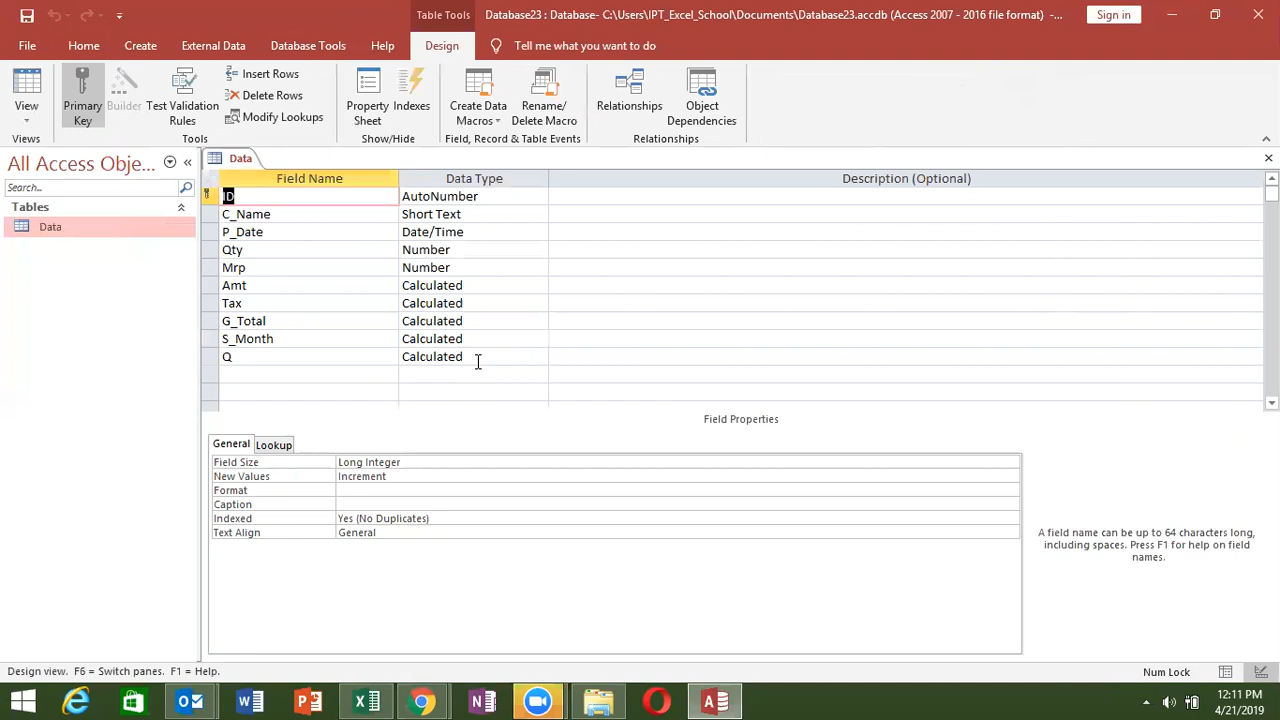 Table Tools
Database23 : Database- C:\Users\IPT_Excel_School\Documents\Database23.accdb (Access 2007 - 2016 file format) -...
Sign in
File
Home
Create
External Data
Database Tools
Help
Design
Tell me what you want to do
View
Primary Key
Builder
Test Validation Rules
Insert Rows
Delete Rows
Modify Lookups
Property Sheet
Indexes
Create Data Macros
Rename/ Delete Macro
Relationships
Object Dependencies
Views
Tools
Show/Hide
Field, Record & Table Events
Relationships
All Access Obje...
Search...
Tables
Data
Data
Field Name Data Type Description (Optional)
ID AutoNumber
C_Name Short Text
P_Date Date/Time
Qty Number
Mrp Number
Amt Calculated
Tax Calculated
G_Total Calculated
S_Month Calculated
Q Calculated
Field Properties
General Lookup
Field Size Long Integer
New Values Increment
Format
Caption
Indexed Yes (No Duplicates)
Text Align General
A field name can be up to 64 characters long,
including spaces. Press F1 for help on field
names.
Design view. F6 = Switch panes. F1 = Help.
Num Lock
12:11 PM
4/21/2019